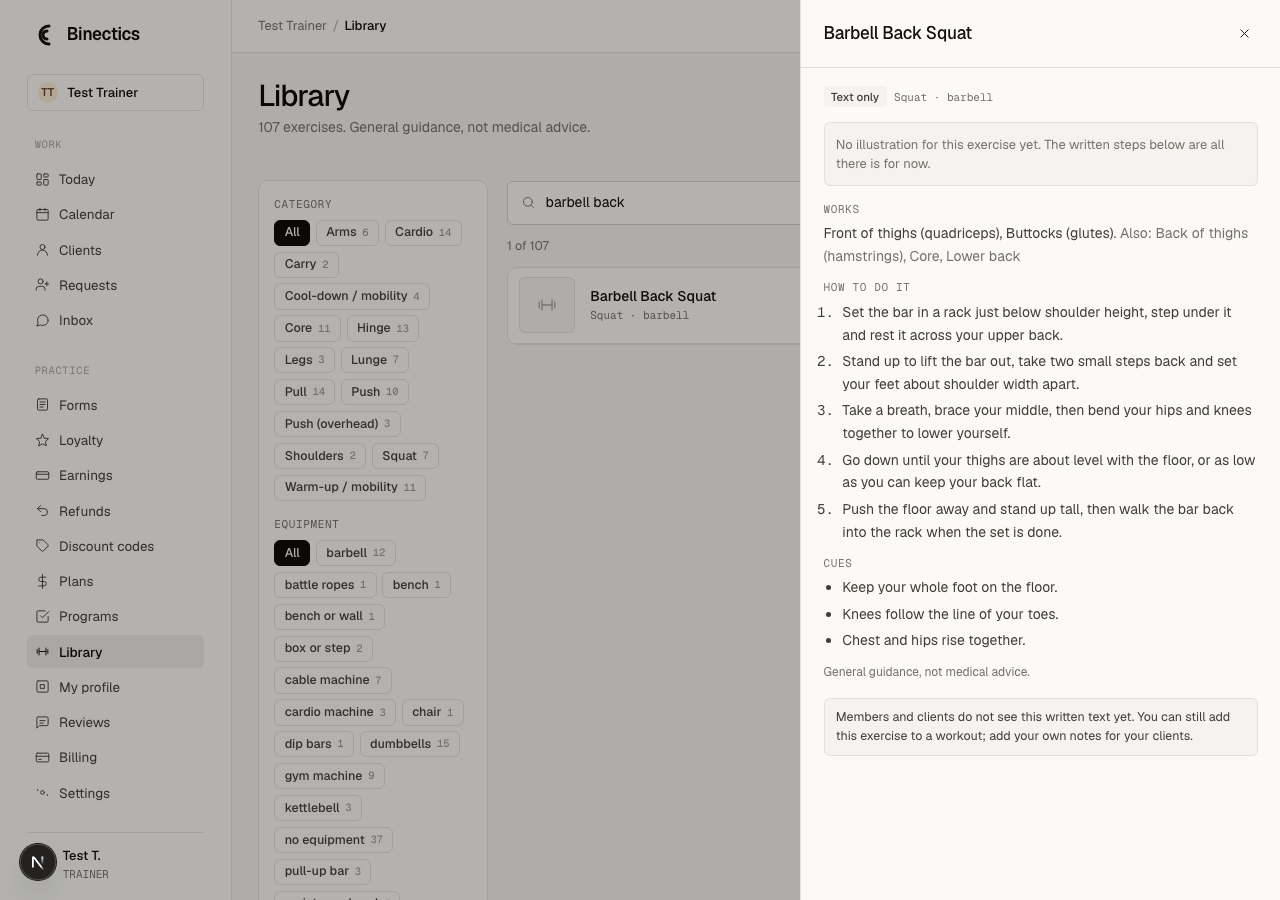 Binectics
TT Test Trainer
WORK
Today
Calendar
Clients
Requests
Inbox
PRACTICE
Forms
Loyalty
Earnings
Refunds
Discount codes
Plans
Programs
Library
My profile
Reviews
Billing
Settings
N
Test T.
TRAINER
Test Trainer / Library
Library
107 exercises. General guidance, not medical advice.
CATEGORY
All
Arms 6
Cardio 14
Carry 2
Cool-down / mobility 4
Core 11
Hinge 13
Legs 3
Lunge 7
Pull 14
Push 10
Push (overhead) 3
Shoulders 2
Squat 7
Warm-up / mobility 11
EQUIPMENT
All
barbell 12
battle ropes 1
bench 1
bench or wall 1
box or step 2
cable machine 7
cardio machine 3
chair 1
dip bars 1
dumbbells 15
gym machine 9
kettlebell 3
no equipment 37
pull-up bar 3
barbell back
1 of 107
Barbell Back Squat
Squat · barbell
Barbell Back Squat
Text only
Squat · barbell
No illustration for this exercise yet. The written steps below are all
there is for now.
WORKS
Front of thighs (quadriceps), Buttocks (glutes). Also: Back of thighs
(hamstrings), Core, Lower back
HOW TO DO IT
1. Set the bar in a rack just below shoulder height, step under it
and rest it across your upper back.
2. Stand up to lift the bar out, take two small steps back and set
your feet about shoulder width apart.
3. Take a breath, brace your middle, then bend your hips and knees
together to lower yourself.
4. Go down until your thighs are about level with the floor, or as low
as you can keep your back flat.
5. Push the floor away and stand up tall, then walk the bar back
into the rack when the set is done.
CUES
• Keep your whole foot on the floor.
• Knees follow the line of your toes.
• Chest and hips rise together.
General guidance, not medical advice.
Members and clients do not see this written text yet. You can still add
this exercise to a workout; add your own notes for your clients.